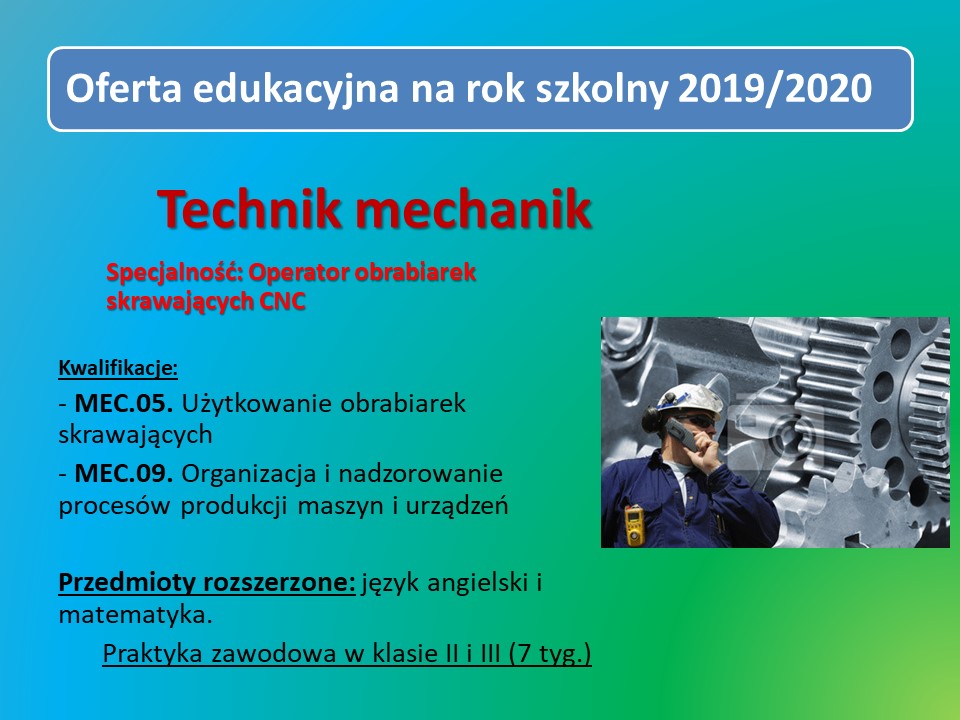 Oferta edukacyjna na rok szkolny 2019/2020
Technik mechanik
Specjalność: Operator obrabiarek
skrawających CNC
Kwalifikacje:
- MEC.05. Użytkowanie obrabiarek
skrawających
- MEC.09. Organizacja i nadzorowanie
procesów produkcji maszyn i urządzeń
Przedmioty rozszerzone: język angielski i
matematyka.
Praktyka zawodowa w klasie II i III (7 tyg.)